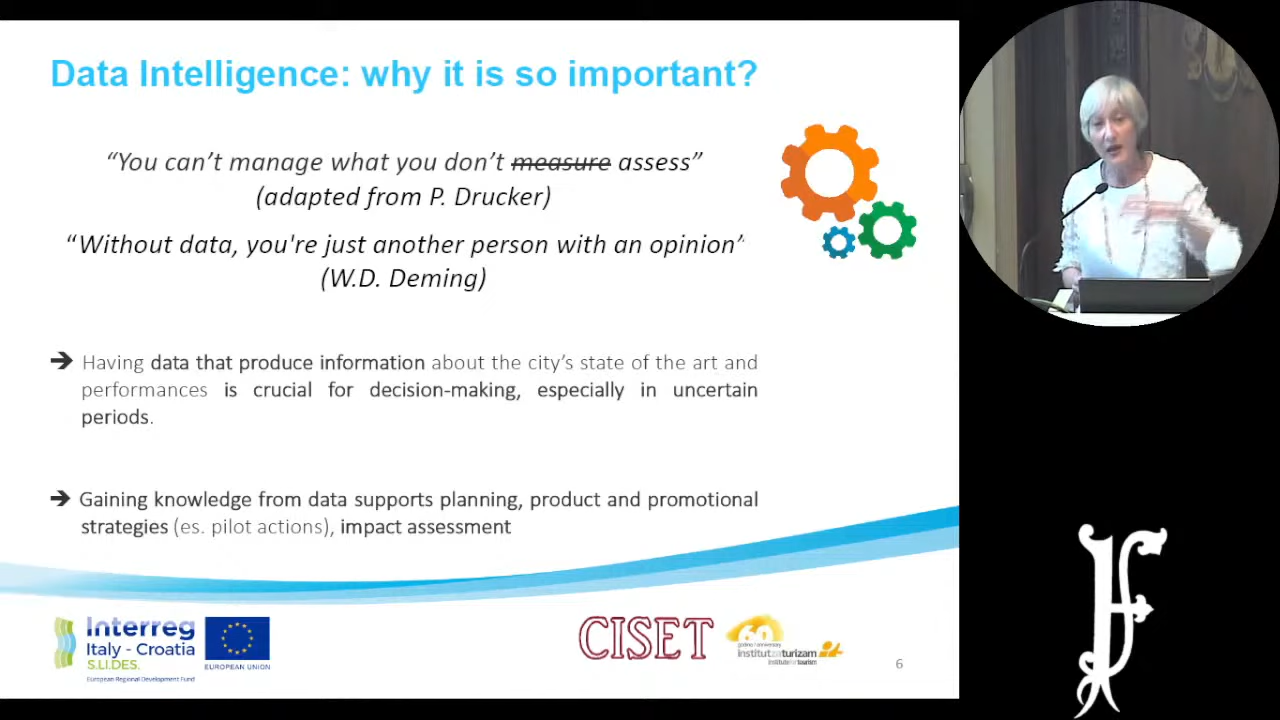 Data Intelligence: why it is so important?
“You can’t manage what you don’t measure assess”
(adapted from P. Drucker)
“Without data, you're just another person with an opinion”
(W.D. Deming)
➔ Having data that produce information about the city’s state of the art and
performances is crucial for decision-making, especially in uncertain
periods.
➔ Gaining knowledge from data supports planning, product and promotional
strategies (es. pilot actions), impact assessment
Interreg
Italy - Croatia
S.LI.DES.
European Regional Development Fund
EUROPEAN UNION
CISET
60
godina / anniversary
institutzaturizam
institute for tourism
6